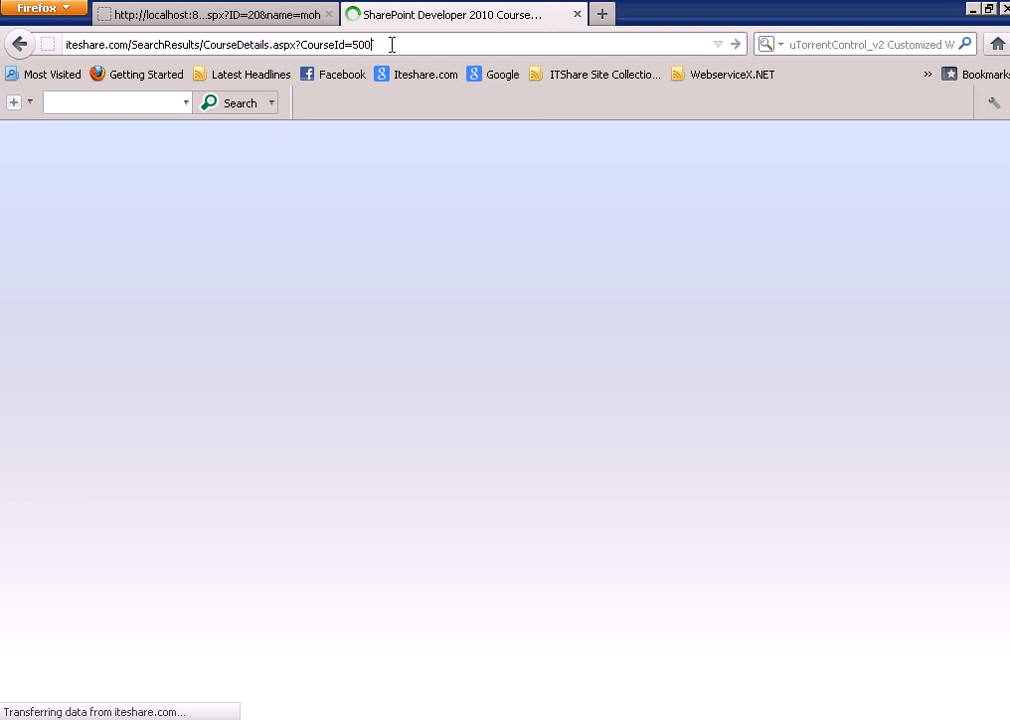 Firefox
http://localhost:8...spx?ID=20&name=moh
SharePoint Developer 2010 Course...
iteshare.com/SearchResults/CourseDetails.aspx?CourseId=500
uTorrentControl_v2 Customized W
Most Visited
Getting Started
Latest Headlines
Facebook
Iteshare.com
Google
ITShare Site Collectio...
WebserviceX.NET
»
Bookmarks
Search
Transferring data from iteshare.com...